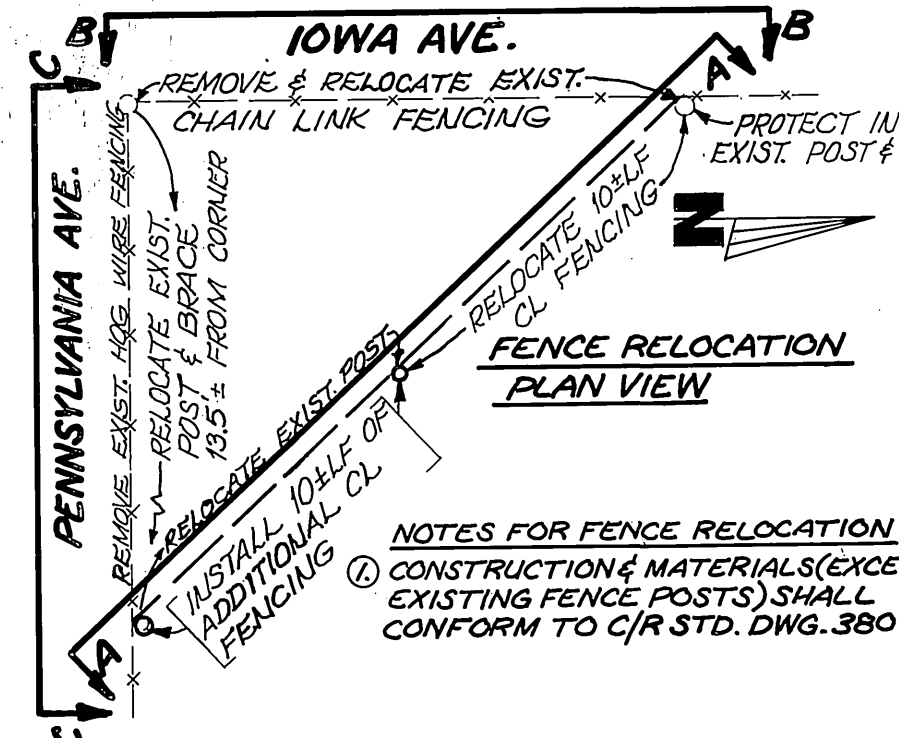 IOWA AVE.
B
B
C
A
REMOVE & RELOCATE EXIST.
CHAIN LINK FENCING
PROTECT IN
EXIST. POST &
N
PENNSYLVANIA AVE.
REMOVE EXIST. HOG WIRE FENCING
RELOCATE EXIST.
POST & BRACE
13.5'± FROM CORNER
RELOCATE 10±LF
CL FENCING
FENCE RELOCATION
PLAN VIEW
RELOCATE EXIST. POST
INSTALL 10±LF OF
ADDITIONAL CL
FENCING
A
NOTES FOR FENCE RELOCATION
1. CONSTRUCTION & MATERIALS (EXCE
EXISTING FENCE POSTS) SHALL
CONFORM TO C/R STD. DWG. 380